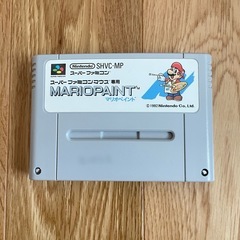 Nintendo SHVC-MP
スーパーファミコン
スーパーファミコンマウス専用
MARIOPAINT™
マリオペイント
©1992 Nintendo Co., Ltd.